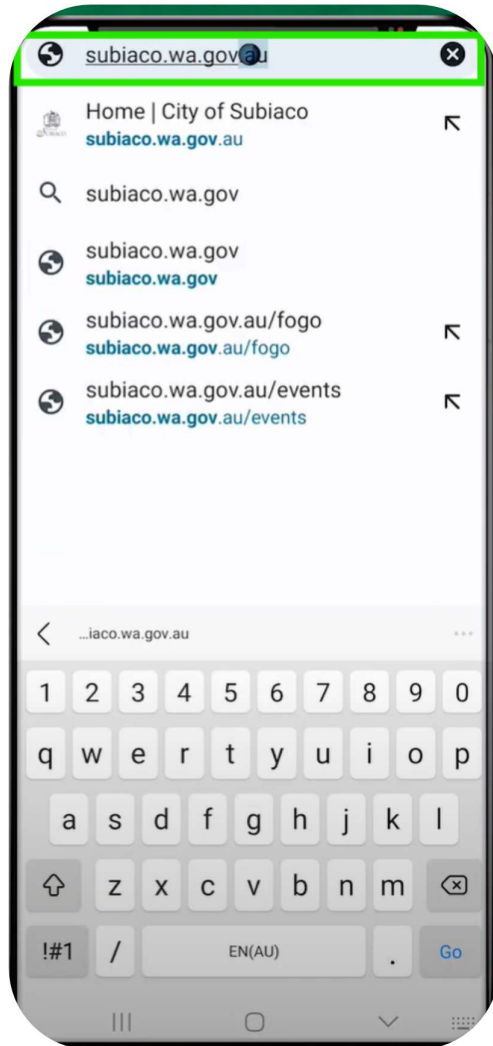 subiaco.wa.gov.au
Home | City of Subiaco
subiaco.wa.gov.au
subiaco.wa.gov
subiaco.wa.gov
subiaco.wa.gov
subiaco.wa.gov.au/fogo
subiaco.wa.gov.au/fogo
subiaco.wa.gov.au/events
subiaco.wa.gov.au/events
...iaco.wa.gov.au
1 2 3 4 5 6 7 8 9 0
q w e r t y u i o p
a s d f g h j k l
z x c v b n m
!#1 / EN(AU) . Go